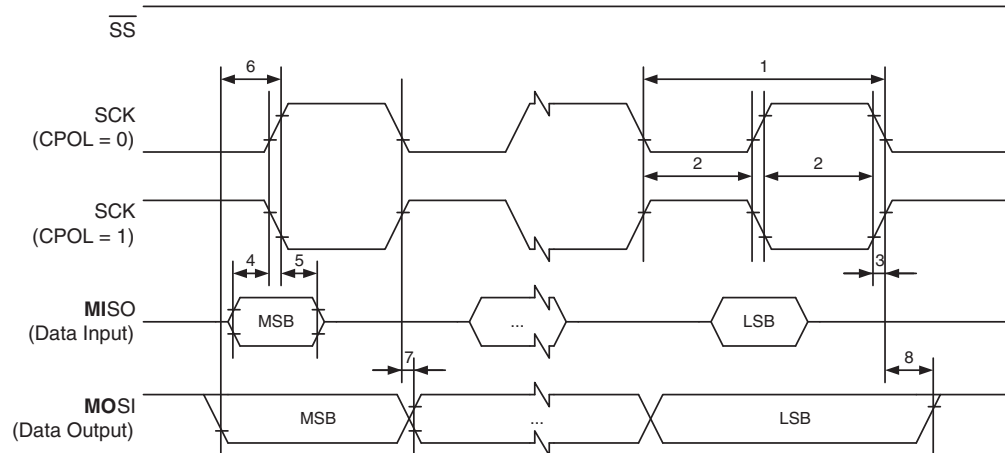 SS
6
1
SCK
(CPOL = 0)
2
2
SCK
(CPOL = 1)
4
5
3
MISO
(Data Input)
MSB
...
LSB
7
8
MOSI
(Data Output)
MSB
...
LSB